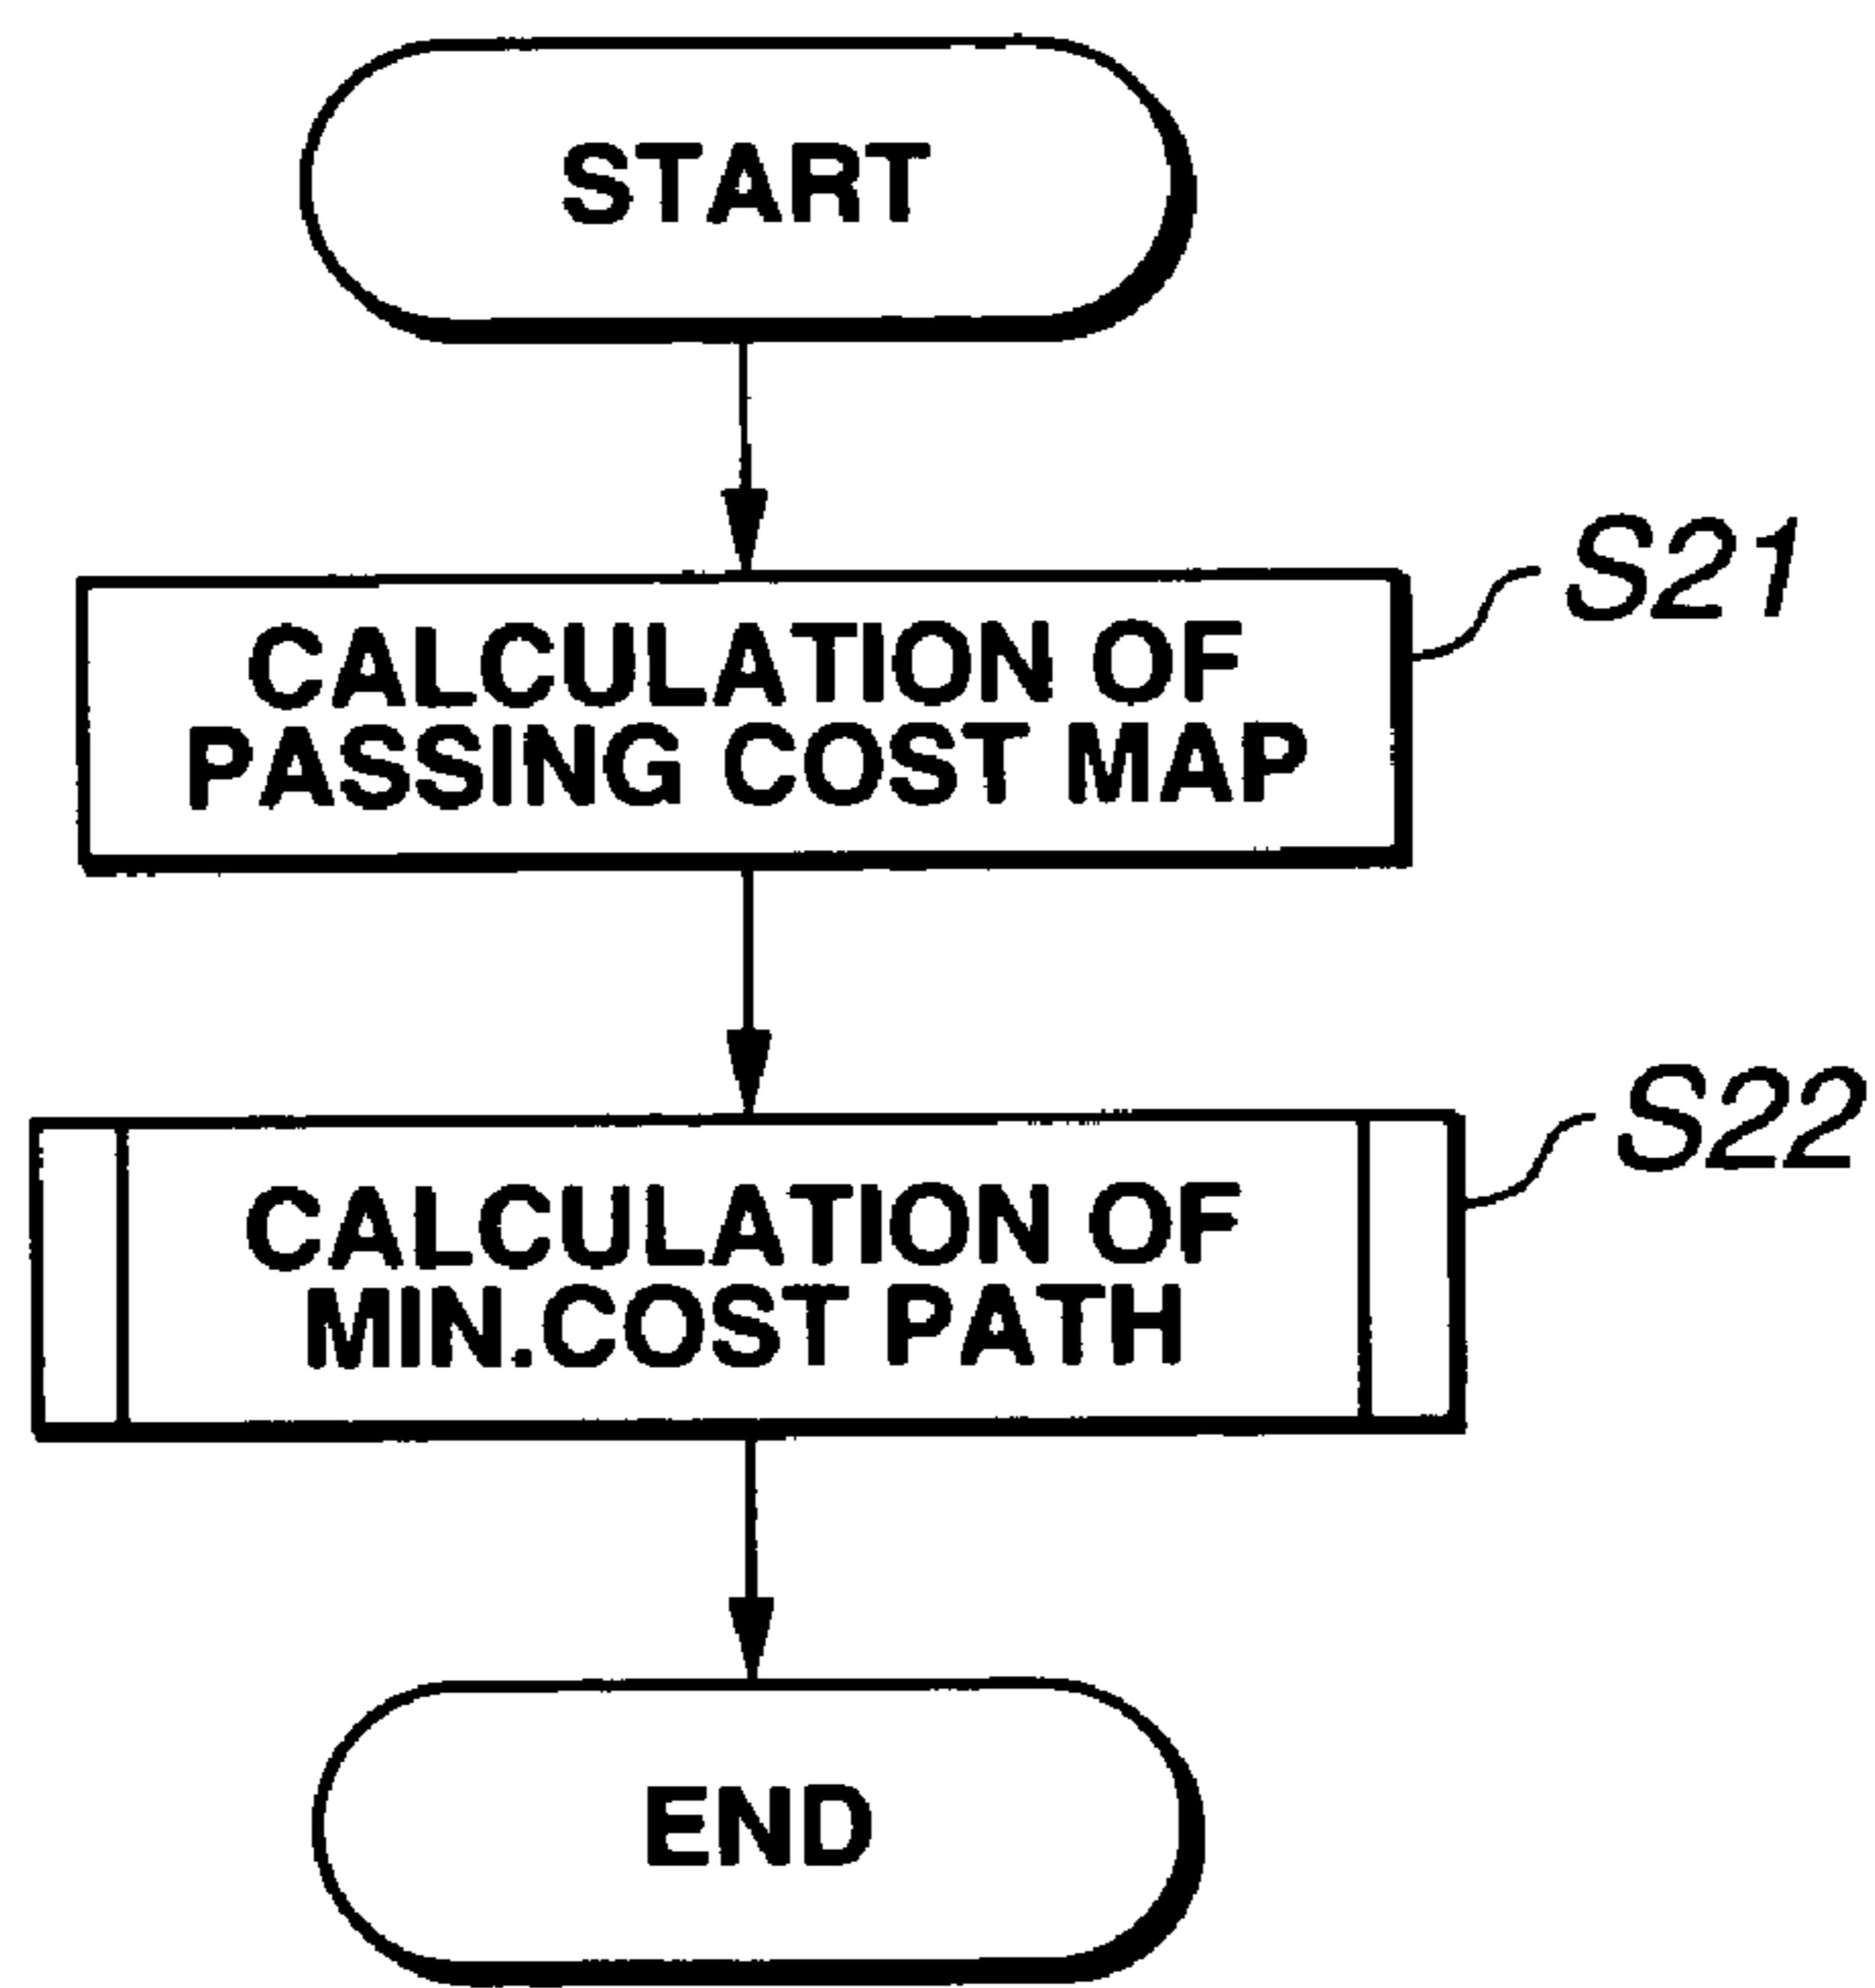 START
S21
CALCULATION OF
PASSING COST MAP
S22
CALCULATION OF
MIN.COST PATH
END